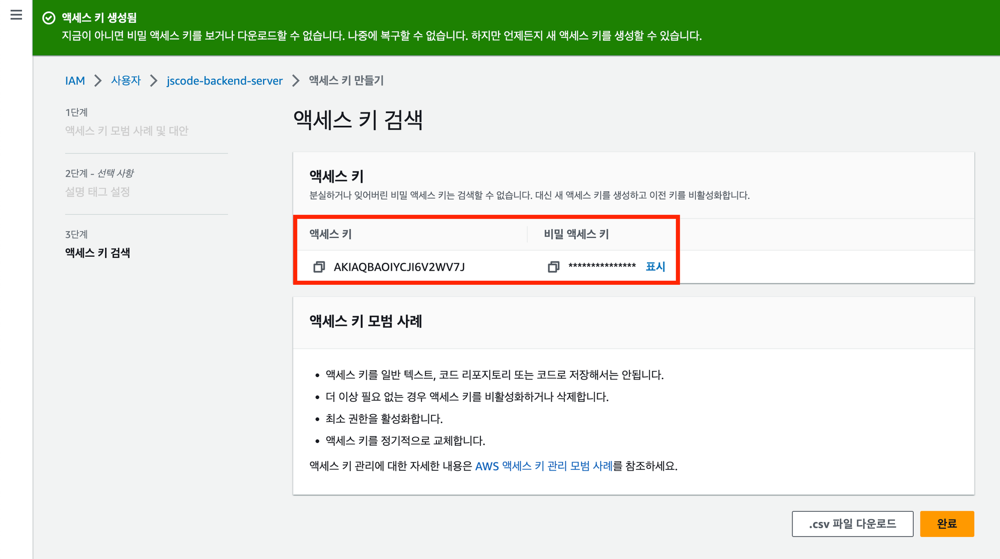 액세스 키 생성됨
지금이 아니면 비밀 액세스 키를 보거나 다운로드할 수 없습니다. 나중에 복구할 수 없습니다. 하지만 언제든지 새 액세스 키를 생성할 수 있습니다.
IAM > 사용자 > jscode-backend-server > 액세스 키 만들기
1단계
액세스 키 모범 사례 및 대안
2단계 - 선택 사항
설명 태그 설정
3단계
액세스 키 검색
액세스 키 검색
액세스 키
분실하거나 잊어버린 비밀 액세스 키는 검색할 수 없습니다. 대신 새 액세스 키를 생성하고 이전 키를 비활성화합니다.
액세스 키 비밀 액세스 키
AKIAQBAOIYCJI6V2WV7J *************** 표시
액세스 키 모범 사례
• 액세스 키를 일반 텍스트, 코드 리포지토리 또는 코드로 저장해서는 안됩니다.
• 더 이상 필요 없는 경우 액세스 키를 비활성화하거나 삭제합니다.
• 최소 권한을 활성화합니다.
• 액세스 키를 정기적으로 교체합니다.
액세스 키 관리에 대한 자세한 내용은 AWS 액세스 키 관리 모범 사례를 참조하세요.
.csv 파일 다운로드 완료